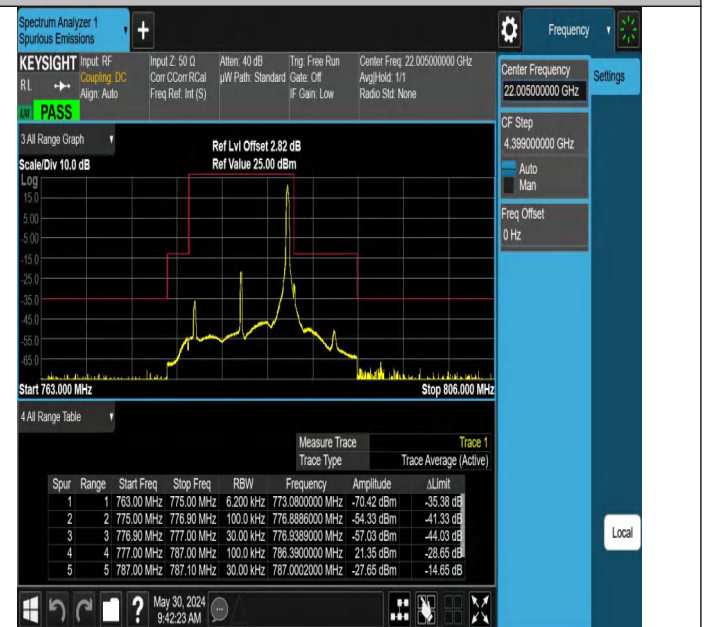 Spectrum Analyzer 1
Spurious Emissions
Frequency
KEYSIGHT
RL
PASS
Input: RF
Coupling: DC
Align: Auto
Input Z: 50 Ω
Corr CCorr RCal
Freq Ref: Int (S)
Atten: 40 dB
µW Path: Standard
Trig: Free Run
Gate: Off
IF Gain: Low
Center Freq: 22.005000000 GHz
Avg|Hold: 1/1
Radio Std: None
Center Frequency
22.005000000 GHz
Settings
CF Step
4.399000000 GHz
Auto
Man
Freq Offset
0 Hz
3 All Range Graph
Scale/Div 10.0 dB
Ref Lvl Offset 2.82 dB
Ref Value 25.00 dBm
Log
15.0
5.00
-5.00
-15.0
-25.0
-35.0
-45.0
-55.0
-65.0
Start 763.000 MHz
Stop 806.000 MHz
4 All Range Table
Measure Trace Trace 1
Trace Type Trace Average (Active)
Spur Range Start Freq Stop Freq RBW Frequency Amplitude ΔLimit
1 1 763.00 MHz 775.00 MHz 6.200 kHz 773.0800000 MHz -70.42 dBm -35.38 dB
2 2 775.00 MHz 776.90 MHz 100.0 kHz 776.8886000 MHz -54.33 dBm -41.33 dB
3 3 776.90 MHz 777.00 MHz 30.00 kHz 776.9389000 MHz -57.03 dBm -44.03 dB
4 4 777.00 MHz 787.00 MHz 100.0 kHz 786.3900000 MHz 21.35 dBm -28.65 dB
5 5 787.00 MHz 787.10 MHz 30.00 kHz 787.0002000 MHz -27.65 dBm -14.65 dB
Local
?
May 30, 2024
9:42:23 AM